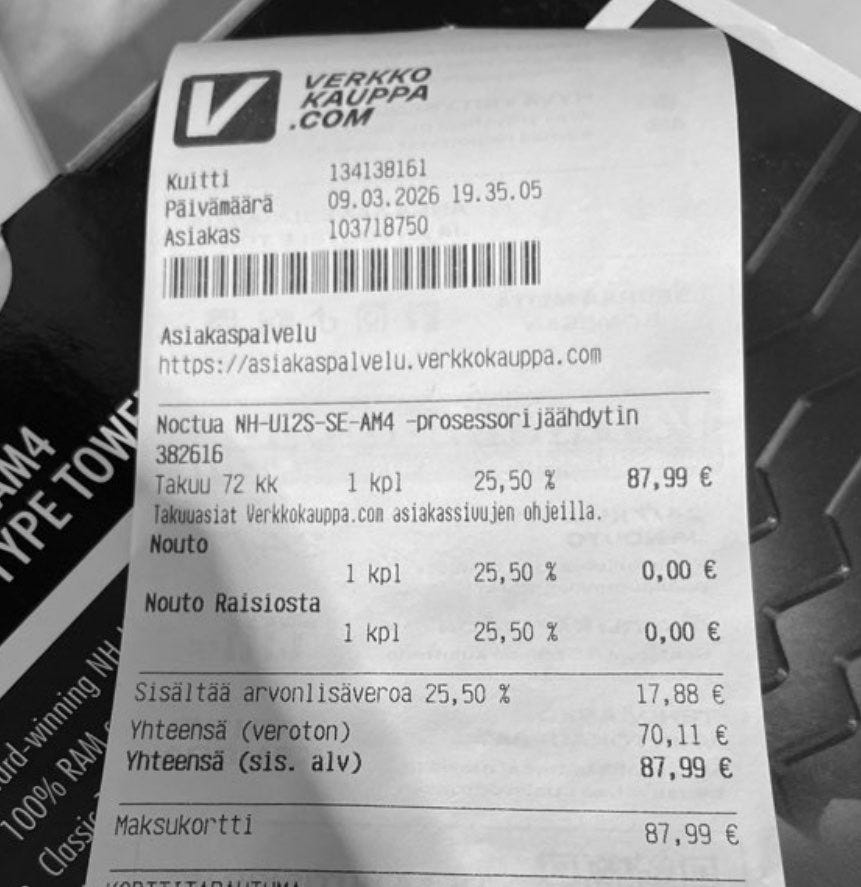 VERKKO
KAUPPA
.COM
Kuitti 134138161
Päivämäärä 09.03.2026 19.35.05
Asiakas 103718750
Asiakaspalvelu
https://asiakaspalvelu.verkkokauppa.com
Noctua NH-U12S-SE-AM4 -prosessorijäähdytin
382616
Takuu 72 kk 1 kpl 25,50 % 87,99 €
Takuuasiat Verkkokauppa.com asiakassivujen ohjeilla.
Nouto
1 kpl 25,50 % 0,00 €
Nouto Raisiosta
1 kpl 25,50 % 0,00 €
Sisältää arvonlisäveroa 25,50 % 17,88 €
Yhteensä (veroton) 70,11 €
Yhteensä (sis. alv) 87,99 €
Maksukortti 87,99 €
AM4
TYPE TOWE
ard-winning NH
100% RAM
Classic